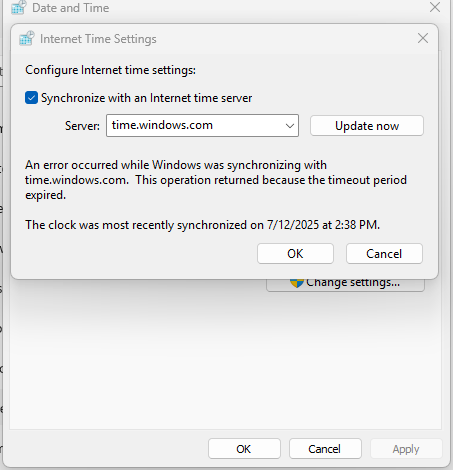 Date and Time
Internet Time Settings
Configure Internet time settings:
Synchronize with an Internet time server
Server: time.windows.com Update now
An error occurred while Windows was synchronizing with
time.windows.com.  This operation returned because the timeout period
expired.
The clock was most recently synchronized on 7/12/2025 at 2:38 PM.
OK Cancel
Change settings...
OK Cancel Apply